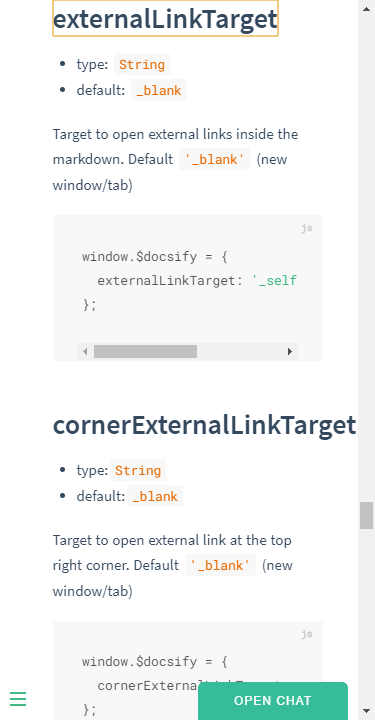 externalLinkTarget
type: String
default: _blank
Target to open external links inside the
markdown. Default '_blank' (new
window/tab)
js
window.$docsify = {
externalLinkTarget: '_self
};
cornerExternalLinkTarget
type: String
default: _blank
Target to open external link at the top
right corner. Default '_blank' (new
window/tab)
js
window.$docsify = {
cornerExternalLinkTarget:
};
OPEN CHAT